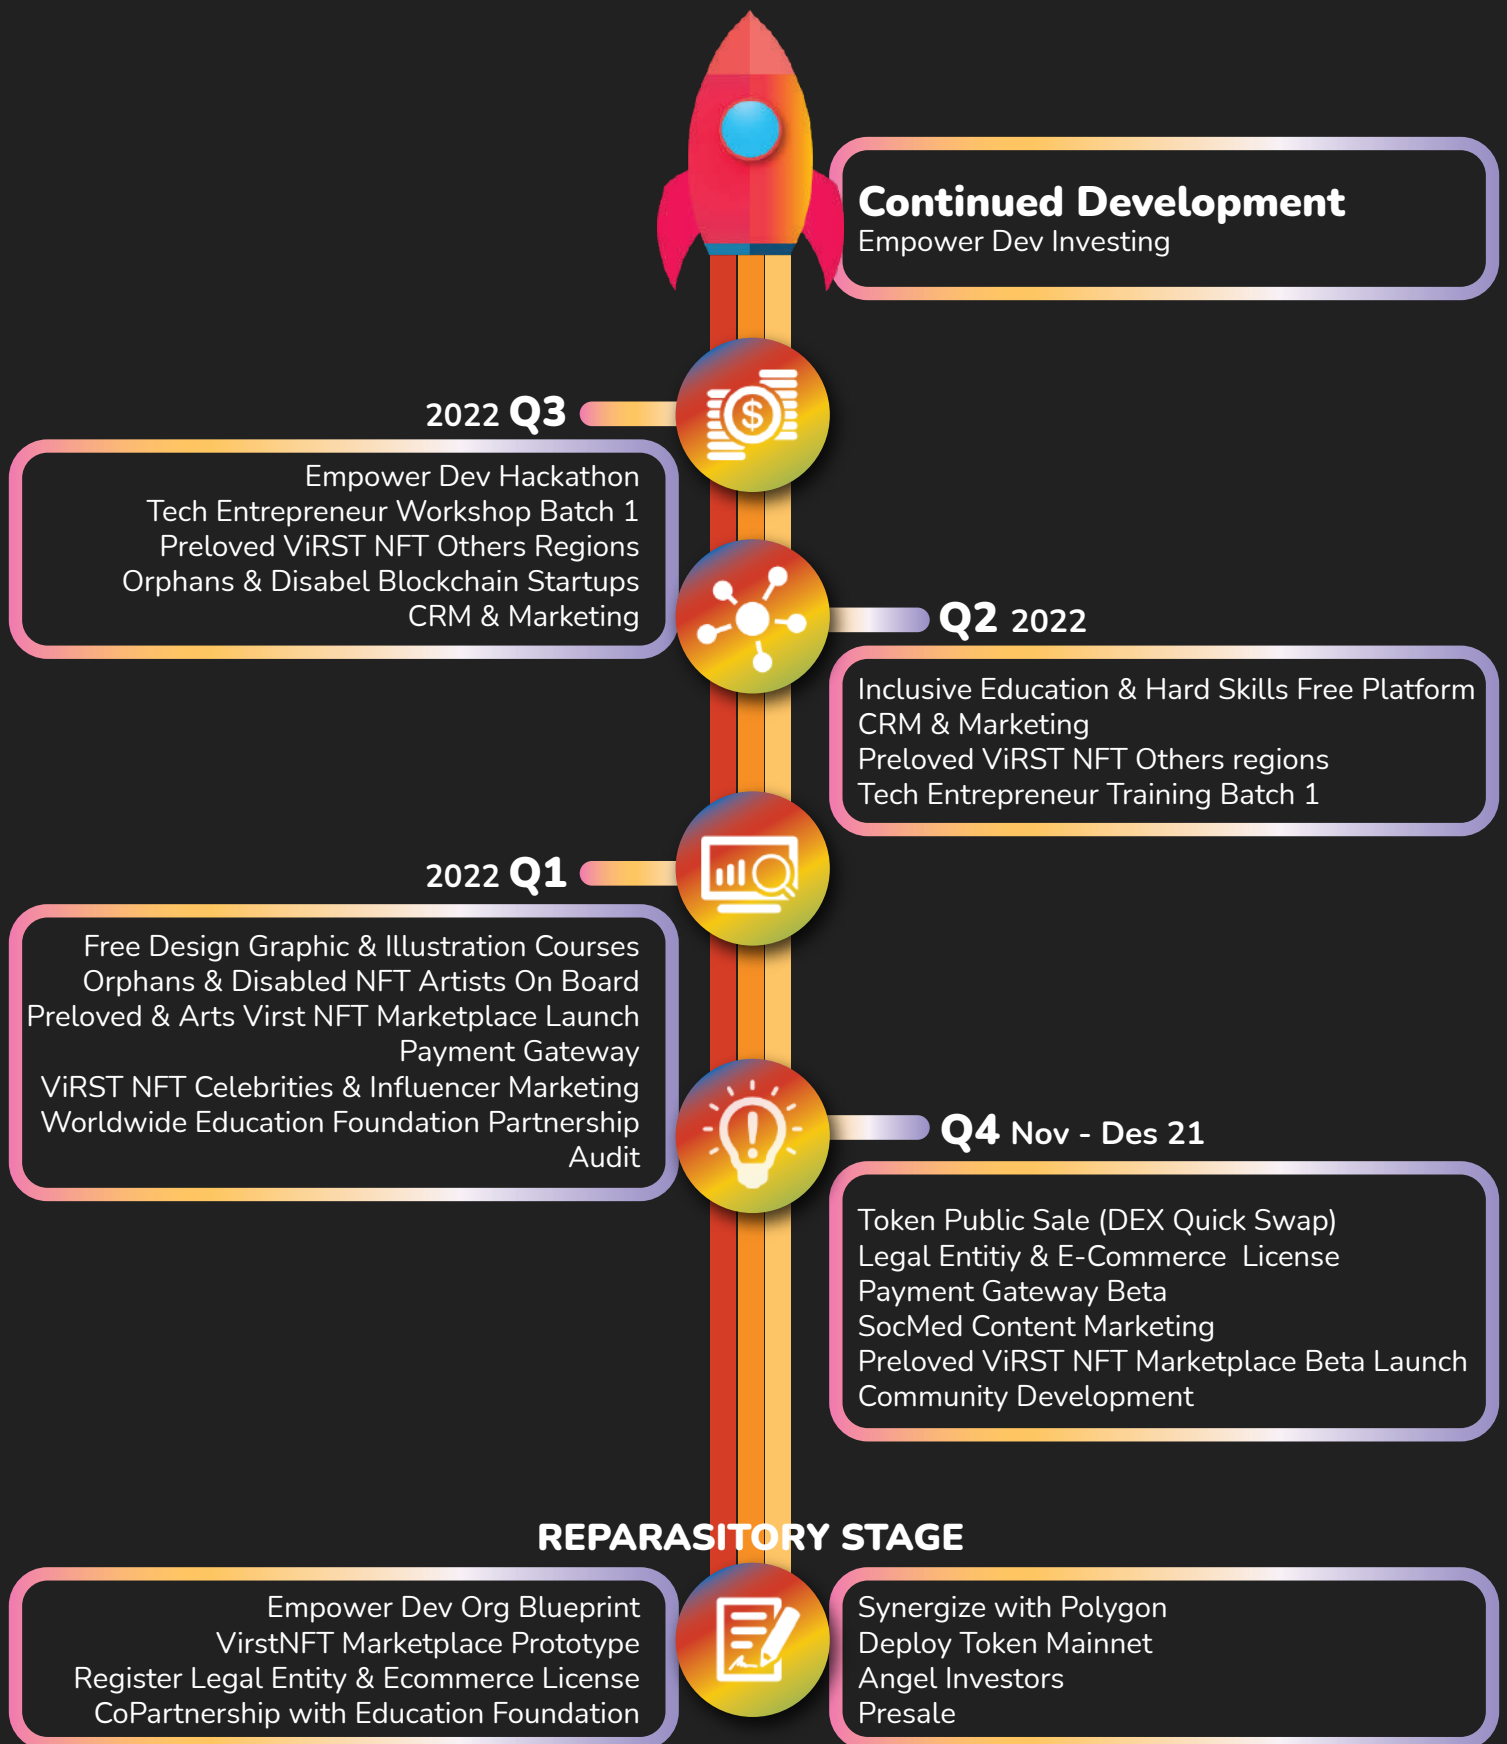 Continued Development
Empower Dev Investing
2022 Q3
Empower Dev Hackathon
Tech Entrepreneur Workshop Batch 1
Preloved ViRST NFT Others Regions
Orphans & Disabel Blockchain Startups
CRM & Marketing
Q2 2022
Inclusive Education & Hard Skills Free Platform
CRM & Marketing
Preloved ViRST NFT Others regions
Tech Entrepreneur Training Batch 1
2022 Q1
Free Design Graphic & Illustration Courses
Orphans & Disabled NFT Artists On Board
Preloved & Arts Virst NFT Marketplace Launch
Payment Gateway
ViRST NFT Celebrities & Influencer Marketing
Worldwide Education Foundation Partnership
Audit
Q4 Nov - Des 21
Token Public Sale (DEX Quick Swap)
Legal Entitiy & E-Commerce  License
Payment Gateway Beta
SocMed Content Marketing
Preloved ViRST NFT Marketplace Beta Launch
Community Development
REPARASITORY STAGE
Empower Dev Org Blueprint
VirstNFT Marketplace Prototype
Register Legal Entity & Ecommerce License
CoPartnership with Education Foundation
Synergize with Polygon
Deploy Token Mainnet
Angel Investors
Presale